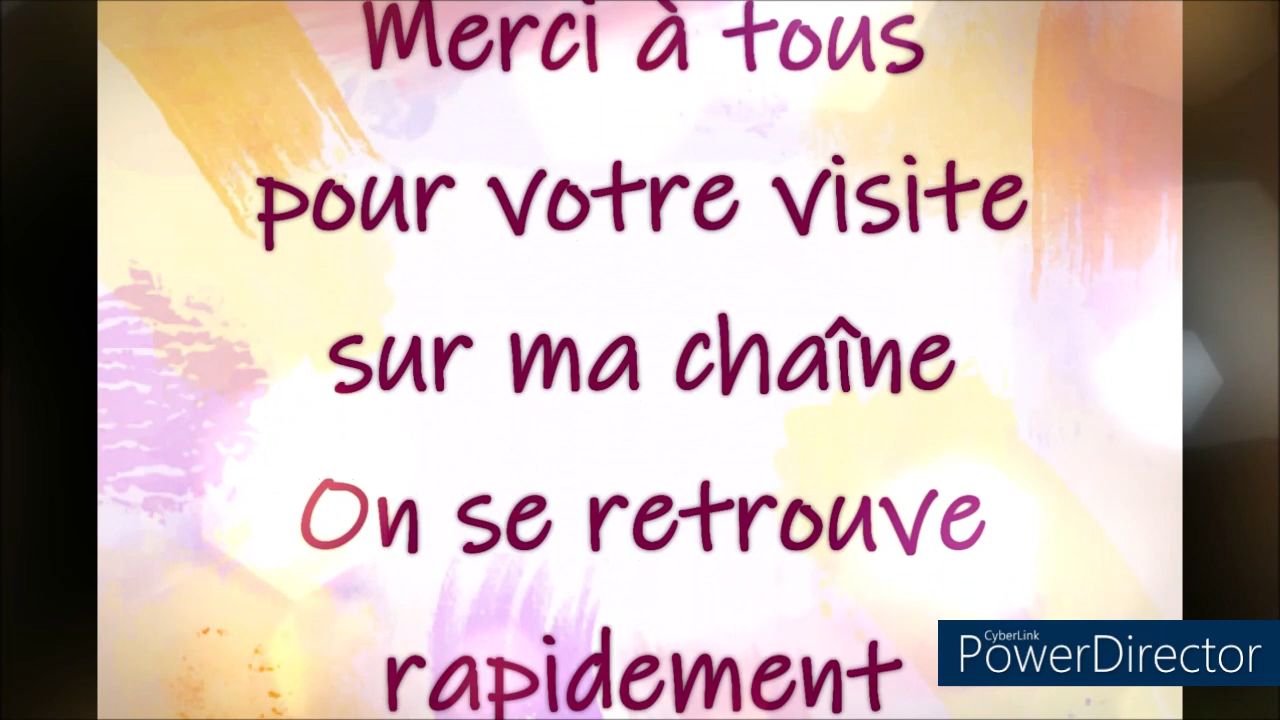 Merci à tous
pour votre visite
sur ma chaîne
On se retrouve
rapidement
CyberLink
PowerDirector